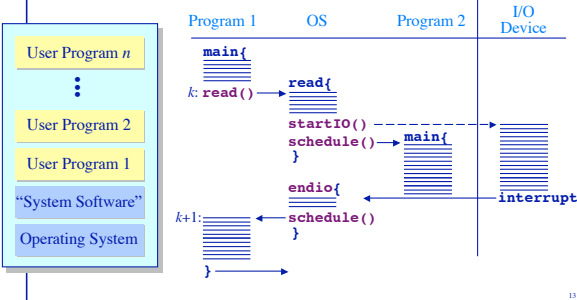 User Program n
User Program 2
User Program 1
“System Software”
Operating System
Program 1
OS
Program 2
I/O
Device
main{
k: read()
read{
startIO()
schedule()
}
main{
endio{
interrupt
k+1:
schedule()
}
}
13